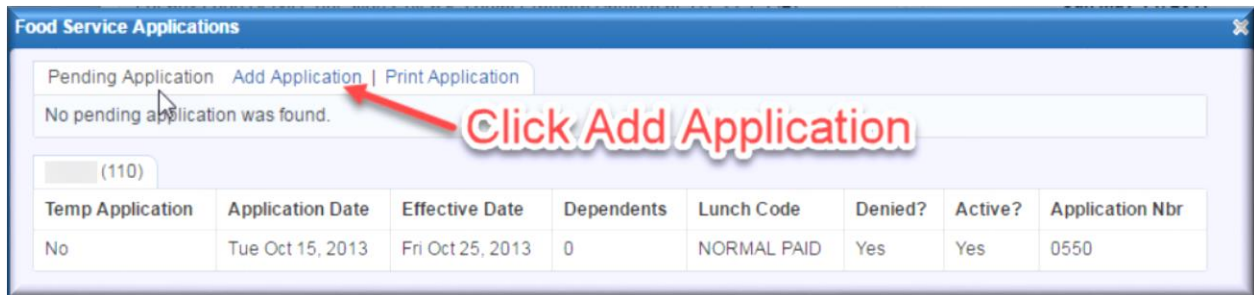 Food Service Applications
Pending Application Add Application | Print Application
No pending application was found.
Click Add Application
(110)
Temp Application Application Date Effective Date Dependents Lunch Code Denied? Active? Application Nbr
No Tue Oct 15, 2013 Fri Oct 25, 2013 0 NORMAL PAID Yes Yes 0550